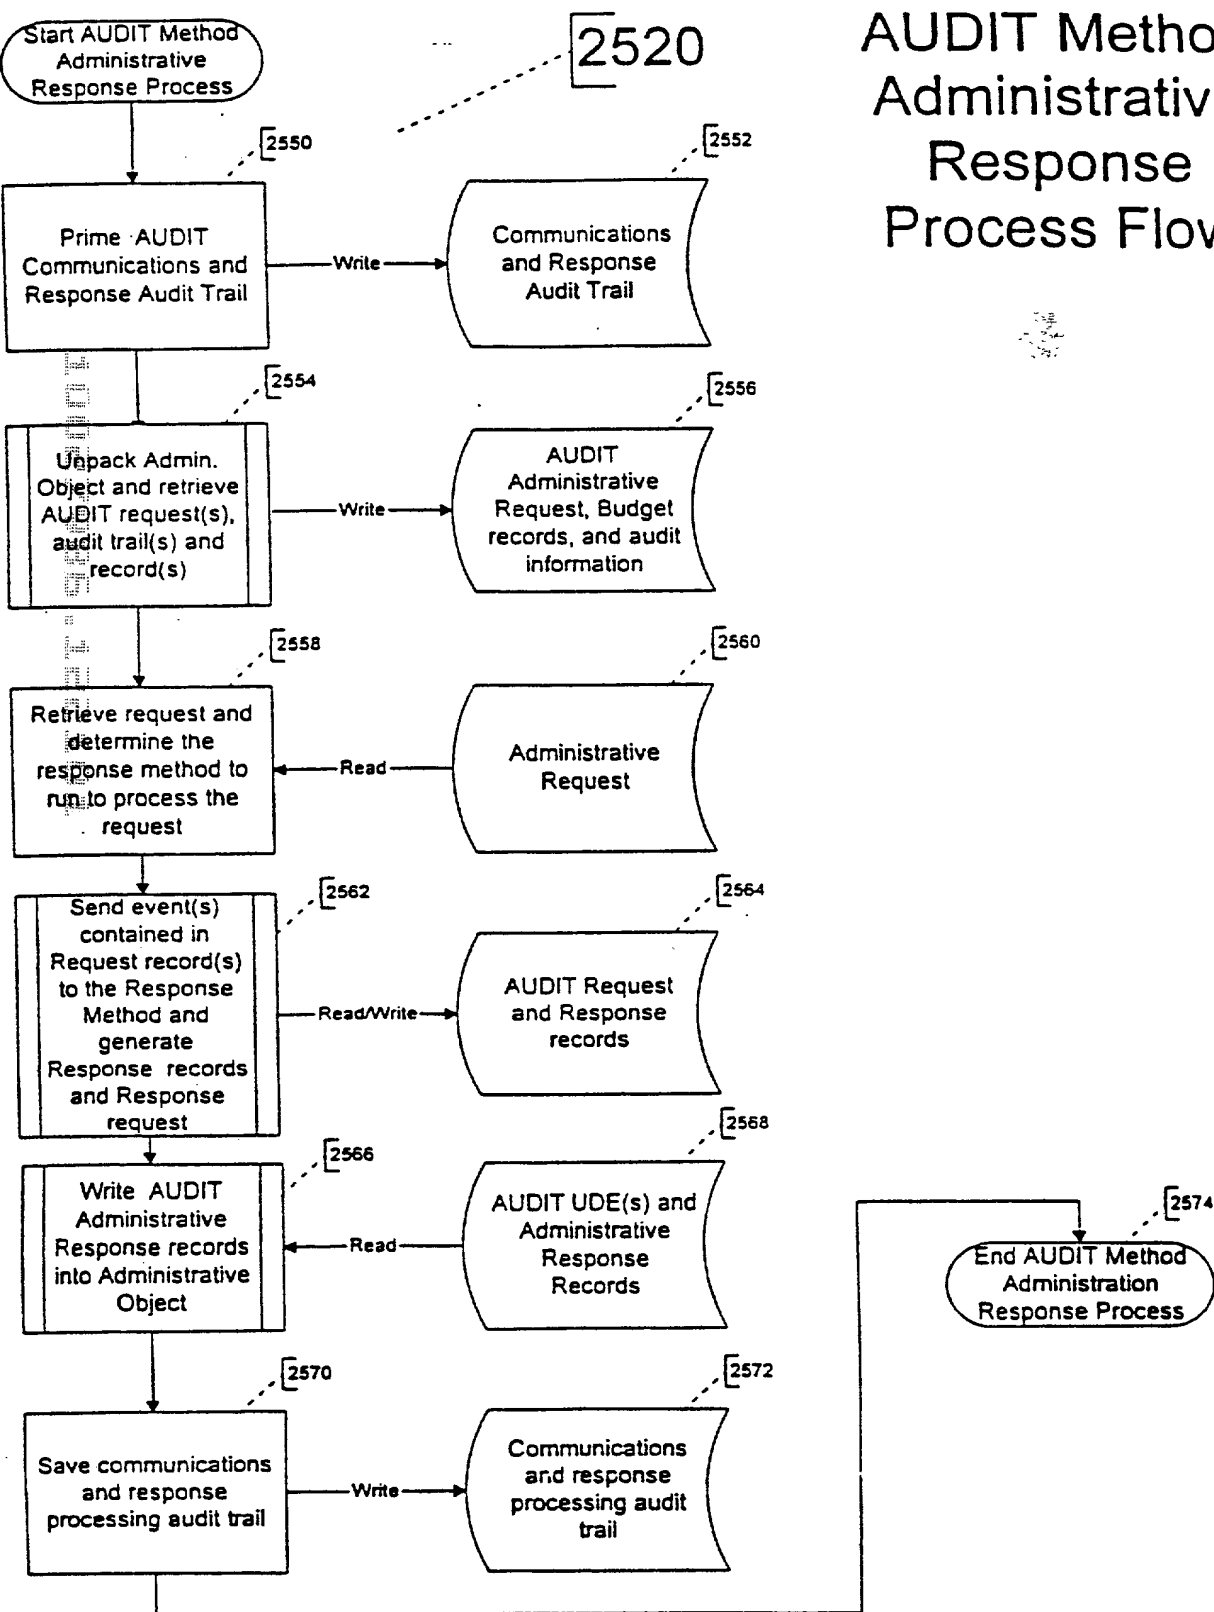 Start AUDIT Method
Administrative
Response Process
2520
AUDIT Metho
Administrativ
Response
Process Flow
2550
Prime AUDIT
Communications and
Response Audit Trail
Write
2552
Communications
and Response
Audit Trail
2554
Unpack Admin.
Object and retrieve
AUDIT request(s),
audit trail(s) and
record(s)
Write
2556
AUDIT
Administrative
Request, Budget
records, and audit
information
2558
Retrieve request and
determine the
response method to
run to process the
request
Read
2560
Administrative
Request
2562
Send event(s)
contained in
Request record(s)
to the Response
Method and
generate
Response records
and Response
request
Read/Write
2564
AUDIT Request
and Response
records
2566
Write AUDIT
Administrative
Response records
into Administrative
Object
Read
2568
AUDIT UDE(s) and
Administrative
Response
Records
2570
Save communications
and response
processing audit trail
Write
2572
Communications
and response
processing audit
trail
2574
End AUDIT Method
Administration
Response Process